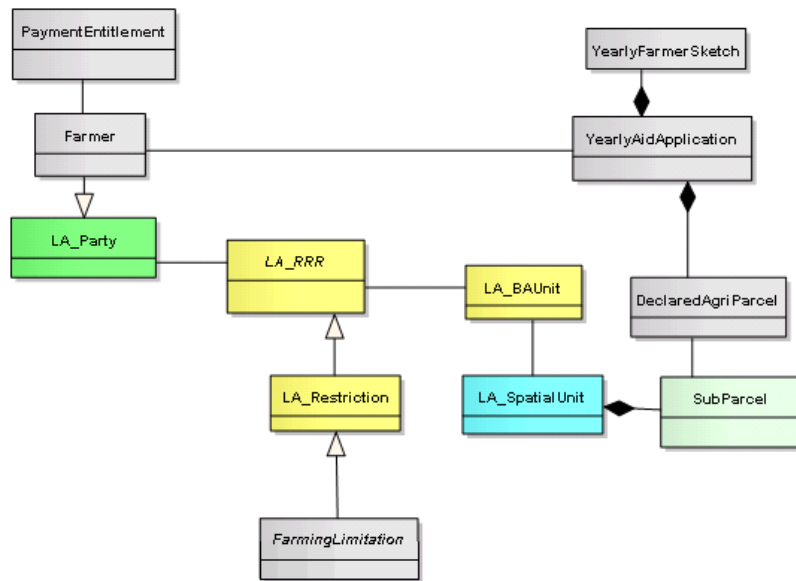 PaymentEntitlement
YearlyFarmerSketch
Farmer
YearlyAidApplication
LA_Party
LA_RRR
LA_BAUnit
DeclaredAgriParcel
LA_Restriction
LA_SpatialUnit
SubParcel
FarmingLimitation